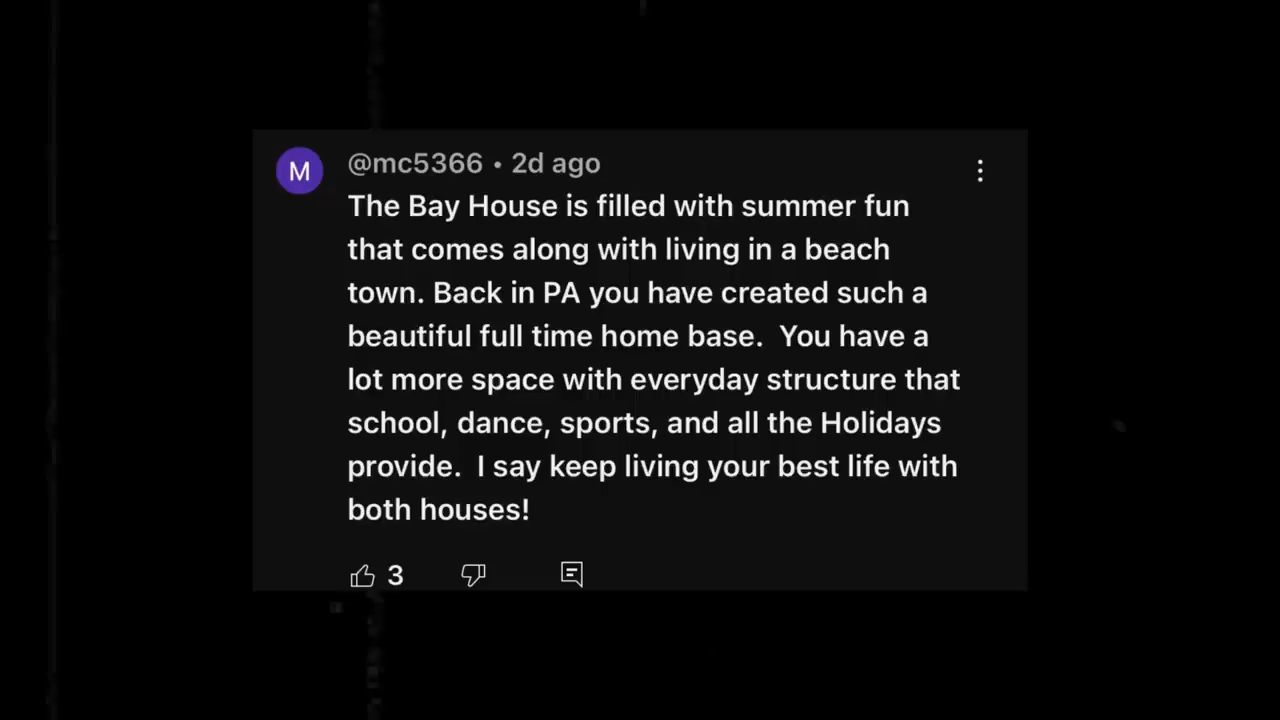 M
@mc5366 • 2d ago
The Bay House is filled with summer fun
that comes along with living in a beach
town. Back in PA you have created such a
beautiful full time home base.  You have a
lot more space with everyday structure that
school, dance, sports, and all the Holidays
provide.  I say keep living your best life with
both houses!
3